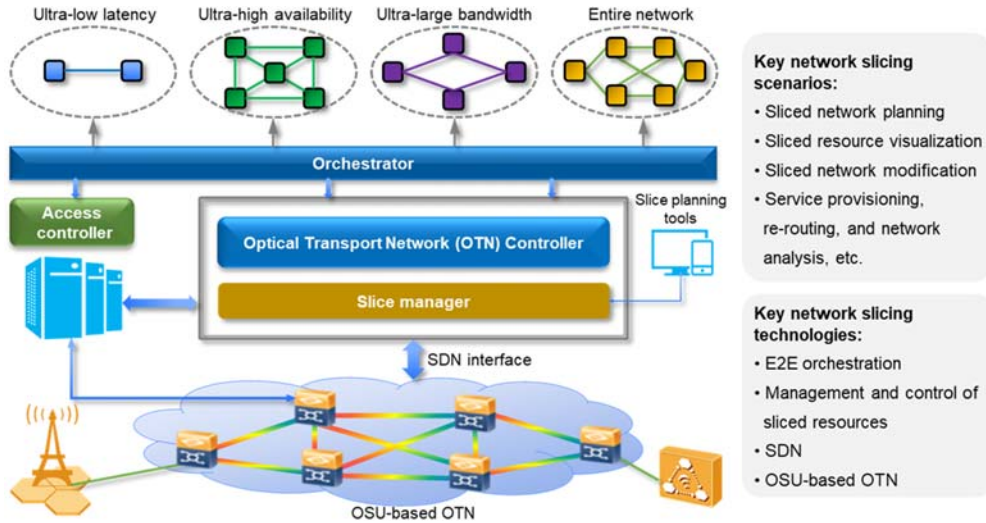 Ultra-low latency
Ultra-high availability
Ultra-large bandwidth
Entire network
Orchestrator
Access
controller
Optical Transport Network (OTN) Controller
Slice manager
Slice planning
tools
SDN interface
OSU-based OTN
Key network slicing
scenarios:
• Sliced network planning
• Sliced resource visualization
• Sliced network modification
• Service provisioning,
re-routing, and network
analysis, etc.
Key network slicing
technologies:
• E2E orchestration
• Management and control of
sliced resources
• SDN
• OSU-based OTN